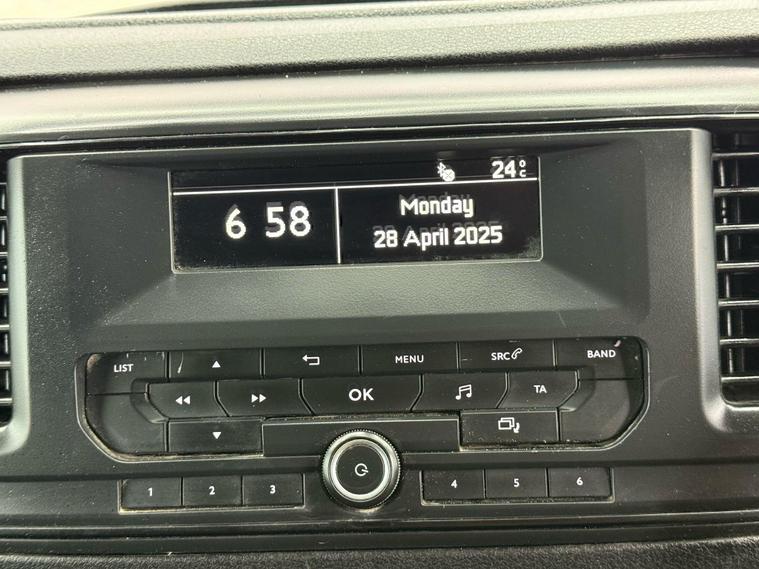 24°C
6 58
Monday
28 April 2025
LIST
MENU
SRC
BAND
OK
TA
1 2 3
4 5 6